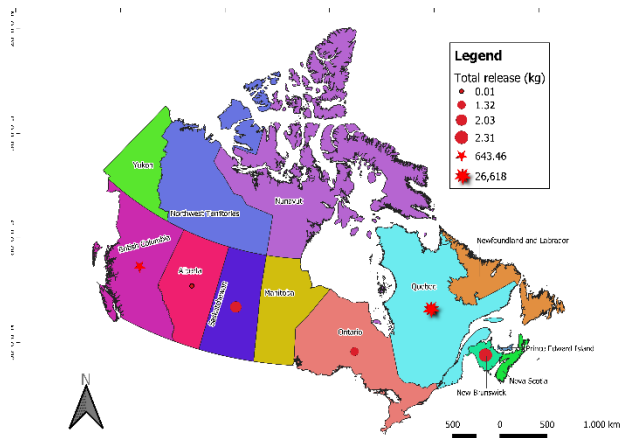 Legend
Total release (kg)
0.01
1.32
2.03
2.31
643.46
26,618
Yukon
Northwest Territories
Nunavut
British Columbia
Alberta
Saskatchewan
Manitoba
Ontario
Quebec
Newfoundland and Labrador
Prince Edward Island
Nova Scotia
New Brunswick
N
500 0 500 1.000 km